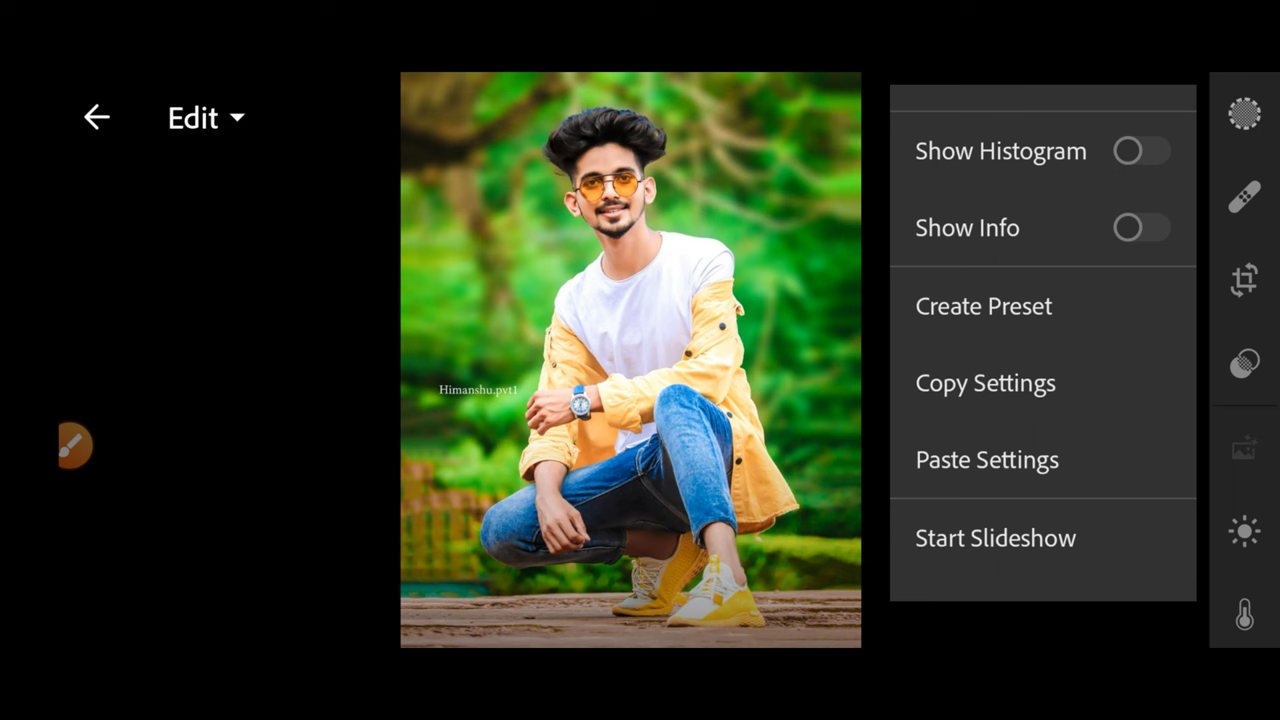 Edit
Show Histogram
Show Info
Create Preset
Copy Settings
Paste Settings
Start Slideshow
Himanshu.pvt1